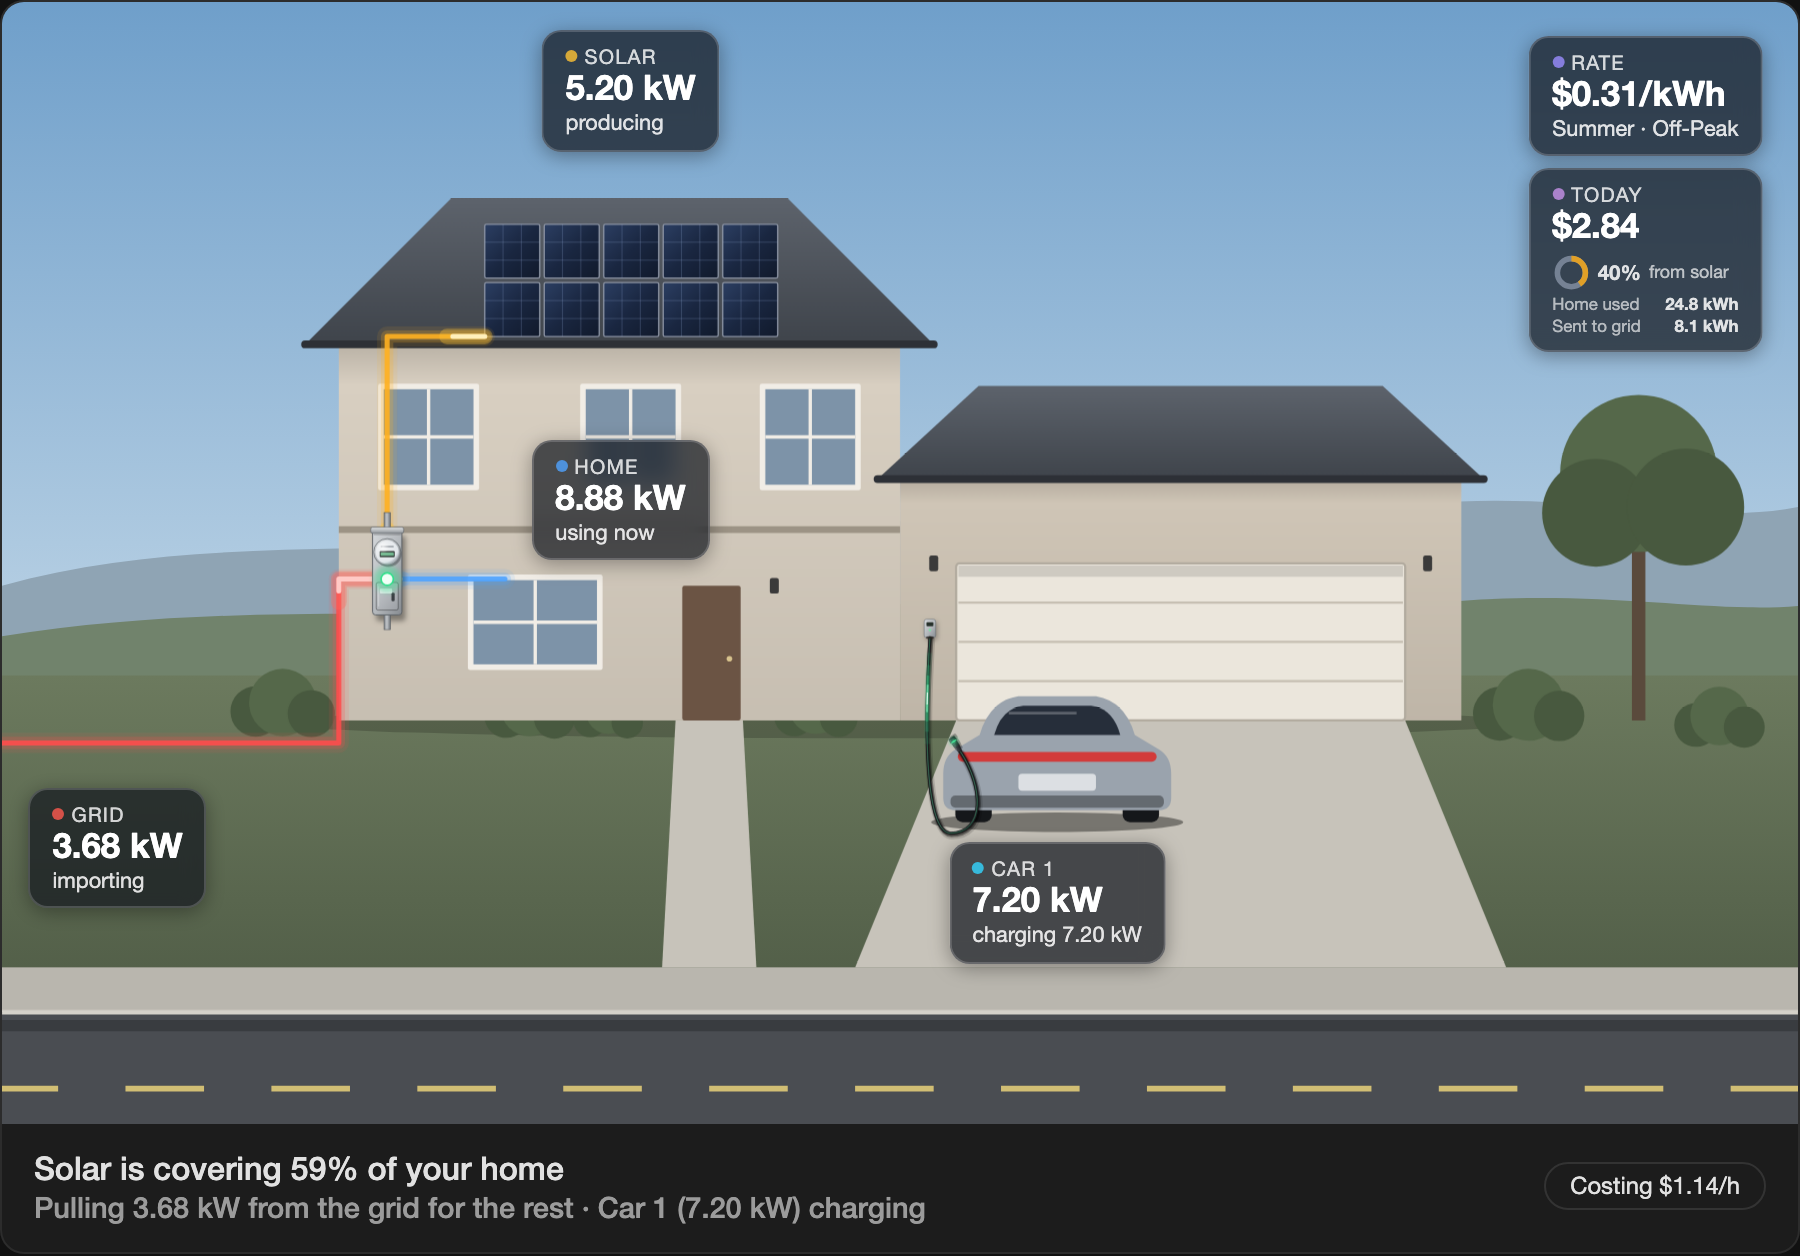 SOLAR
5.20 kW
producing
RATE
$0.31/kWh
Summer · Off-Peak
TODAY
$2.84
40% from solar
Home used 24.8 kWh
Sent to grid 8.1 kWh
HOME
8.88 kW
using now
GRID
3.68 kW
importing
CAR 1
7.20 kW
charging 7.20 kW
Solar is covering 59% of your home
Pulling 3.68 kW from the grid for the rest · Car 1 (7.20 kW) charging
Costing $1.14/h